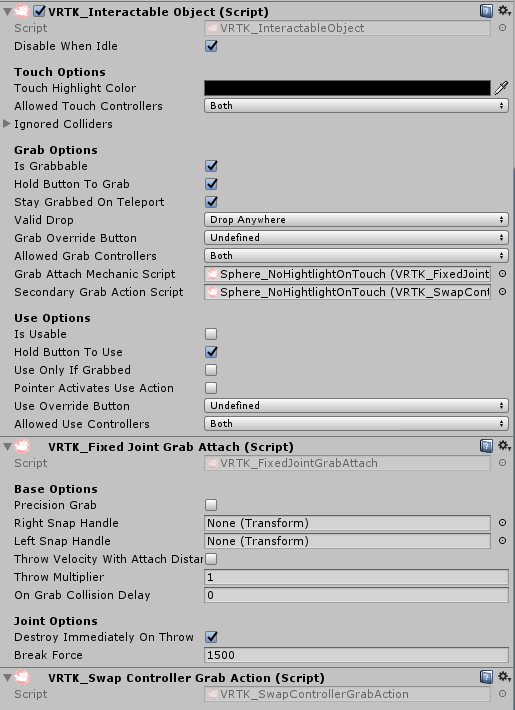 VRTK_Interactable Object (Script)
Script VRTK_InteractableObject
Disable When Idle
Touch Options
Touch Highlight Color
Allowed Touch Controllers Both
Ignored Colliders
Grab Options
Is Grabbable
Hold Button To Grab
Stay Grabbed On Teleport
Valid Drop Drop Anywhere
Grab Override Button Undefined
Allowed Grab Controllers Both
Grab Attach Mechanic Script Sphere_NoHightlightOnTouch (VRTK_FixedJoint
Secondary Grab Action Script Sphere_NoHightlightOnTouch (VRTK_SwapCont
Use Options
Is Usable
Hold Button To Use
Use Only If Grabbed
Pointer Activates Use Action
Use Override Button Undefined
Allowed Use Controllers Both
VRTK_Fixed Joint Grab Attach (Script)
Script VRTK_FixedJointGrabAttach
Base Options
Precision Grab
Right Snap Handle None (Transform)
Left Snap Handle None (Transform)
Throw Velocity With Attach Distar
Throw Multiplier 1
On Grab Collision Delay 0
Joint Options
Destroy Immediately On Throw
Break Force 1500
VRTK_Swap Controller Grab Action (Script)
Script VRTK_SwapControllerGrabAction